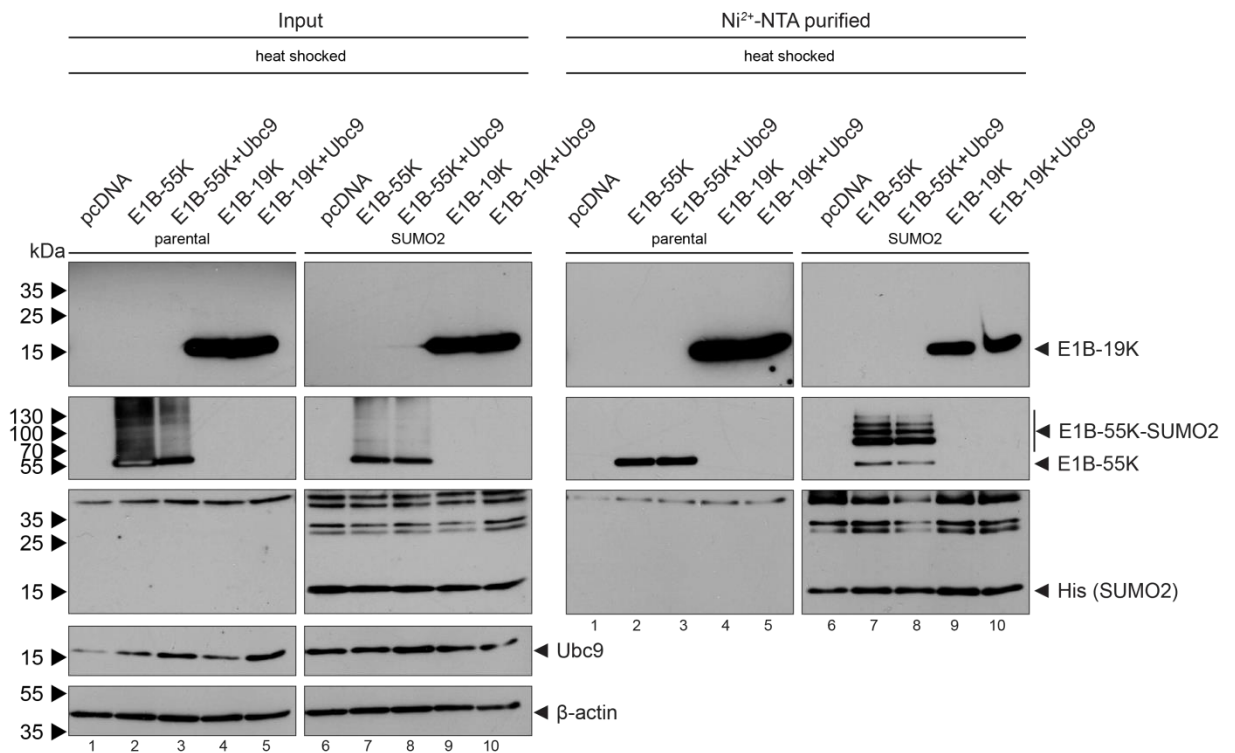 Input
Ni²⁺-NTA purified
heat shocked
heat shocked
pcDNA
E1B-55K
E1B-55K+Ubc9
E1B-19K
E1B-19K+Ubc9
pcDNA
E1B-55K
E1B-55K+Ubc9
E1B-19K
E1B-19K+Ubc9
pcDNA
E1B-55K
E1B-55K+Ubc9
E1B-19K
E1B-19K+Ubc9
pcDNA
E1B-55K
E1B-55K+Ubc9
E1B-19K
E1B-19K+Ubc9
kDa
parental
SUMO2
parental
SUMO2
35
25
15
E1B-19K
130
100
70
55
E1B-55K-SUMO2
E1B-55K
35
25
15
His (SUMO2)
1 2 3 4 5 6 7 8 9 10
15
Ubc9
55
35
β-actin
1 2 3 4 5 6 7 8 9 10